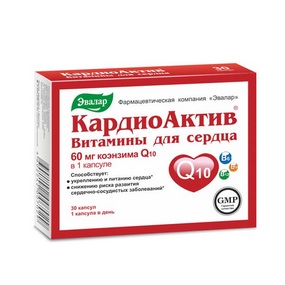 30
Эвалар
Фармацевтическая компания «Эвалар»
КардиоАктив®
Витамины для сердца
60 мг коэнзима Q10
в 1 капсуле
Способствует:
•укреплению и питанию сердца*
•снижению риска развития
сердечно-сосудистых заболеваний*
30 капсул
1 капсула в день
Q10
B6
GMP